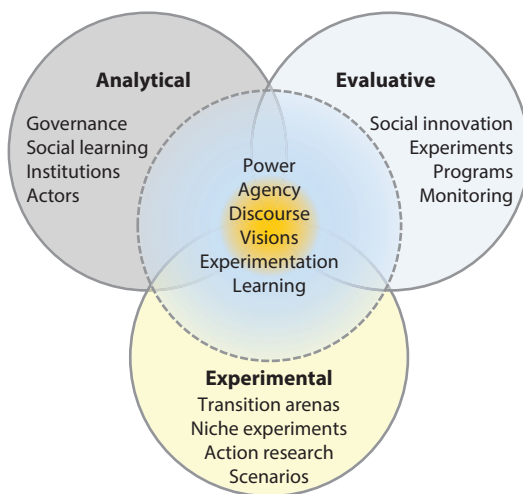 Analytical
Governance
Social learning
Institutions
Actors
Evaluative
Social innovation
Experiments
Programs
Monitoring
Power
Agency
Discourse
Visions
Experimentation
Learning
Experimental
Transition arenas
Niche experiments
Action research
Scenarios